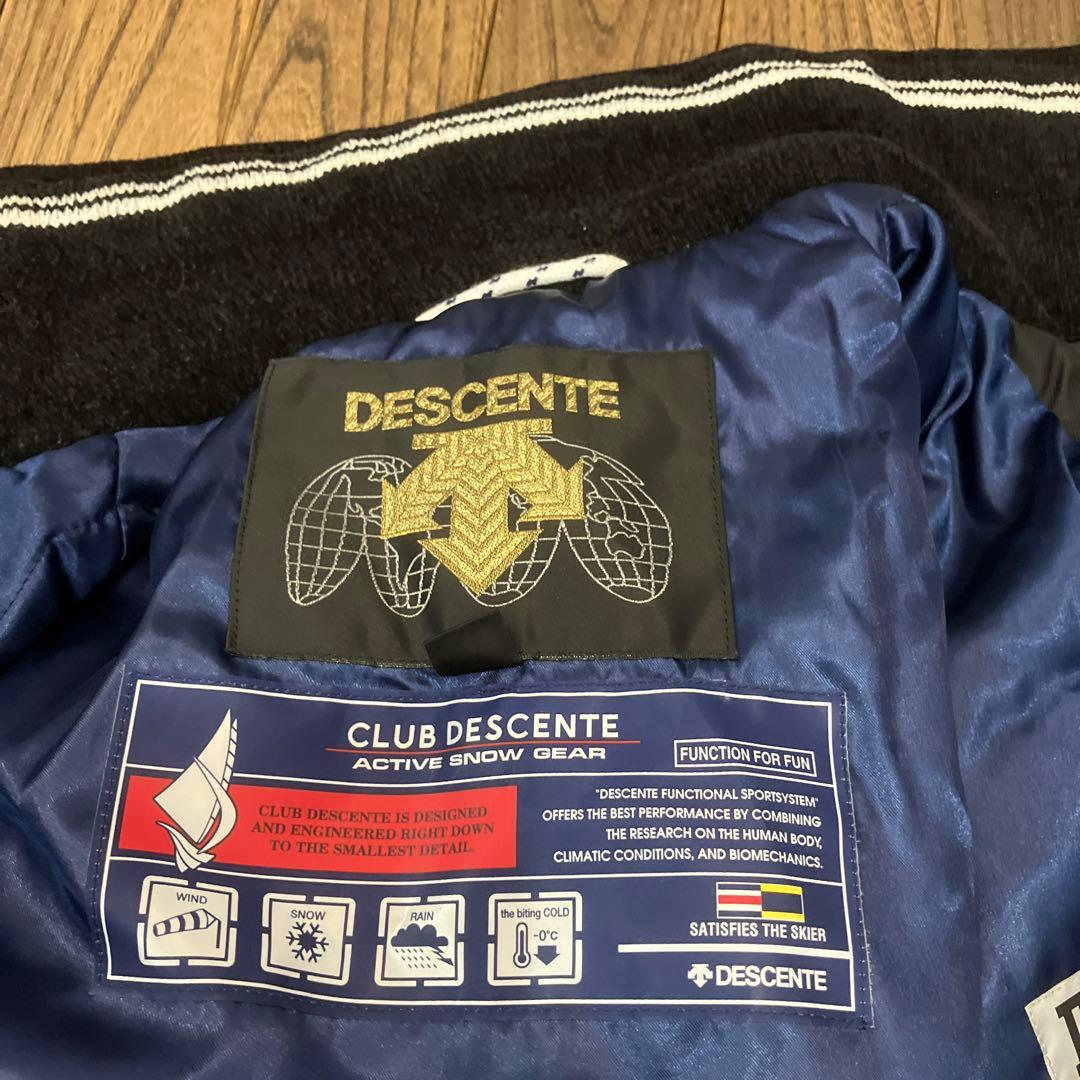 DESCENTE
CLUB DESCENTE
ACTIVE SNOW GEAR
FUNCTION FOR FUN
CLUB DESCENTE IS DESIGNED
AND ENGINEERED RIGHT DOWN
TO THE SMALLEST DETAIL.
"DESCENTE FUNCTIONAL SPORTSYSTEM"
OFFERS THE BEST PERFORMANCE BY COMBINING
THE RESEARCH ON THE HUMAN BODY,
CLIMATIC CONDITIONS, AND BIOMECHANICS.
WIND
SNOW
RAIN
the biting COLD
-0°C
SATISFIES THE SKIER
DESCENTE